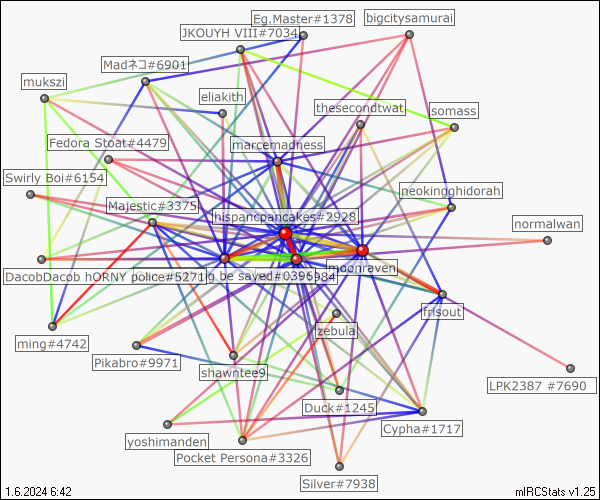 Eg.Master#1378
bigcitysamurai
JKOUYH VIII#7034
Madネコ#6901
mukszi
eliakith
thesecondtwat
somass
Fedora Stoat#4479
marcemadness
Swirly Boi#6154
neokingghidorah
Majestic#3375
hispancpancakes#2928
normalwan
moonraven
DacobDacob hORNY police#5271
g.be sayed#0396
984
frisout
zebula
ming#4742
Pikabro#9971
shawntee9
LPK2387 #7690
Duck#1245
Cypha#1717
yoshimanden
Pocket Persona#3326
Silver#7938
1.6.2024 6:42
mIRCStats v1.25